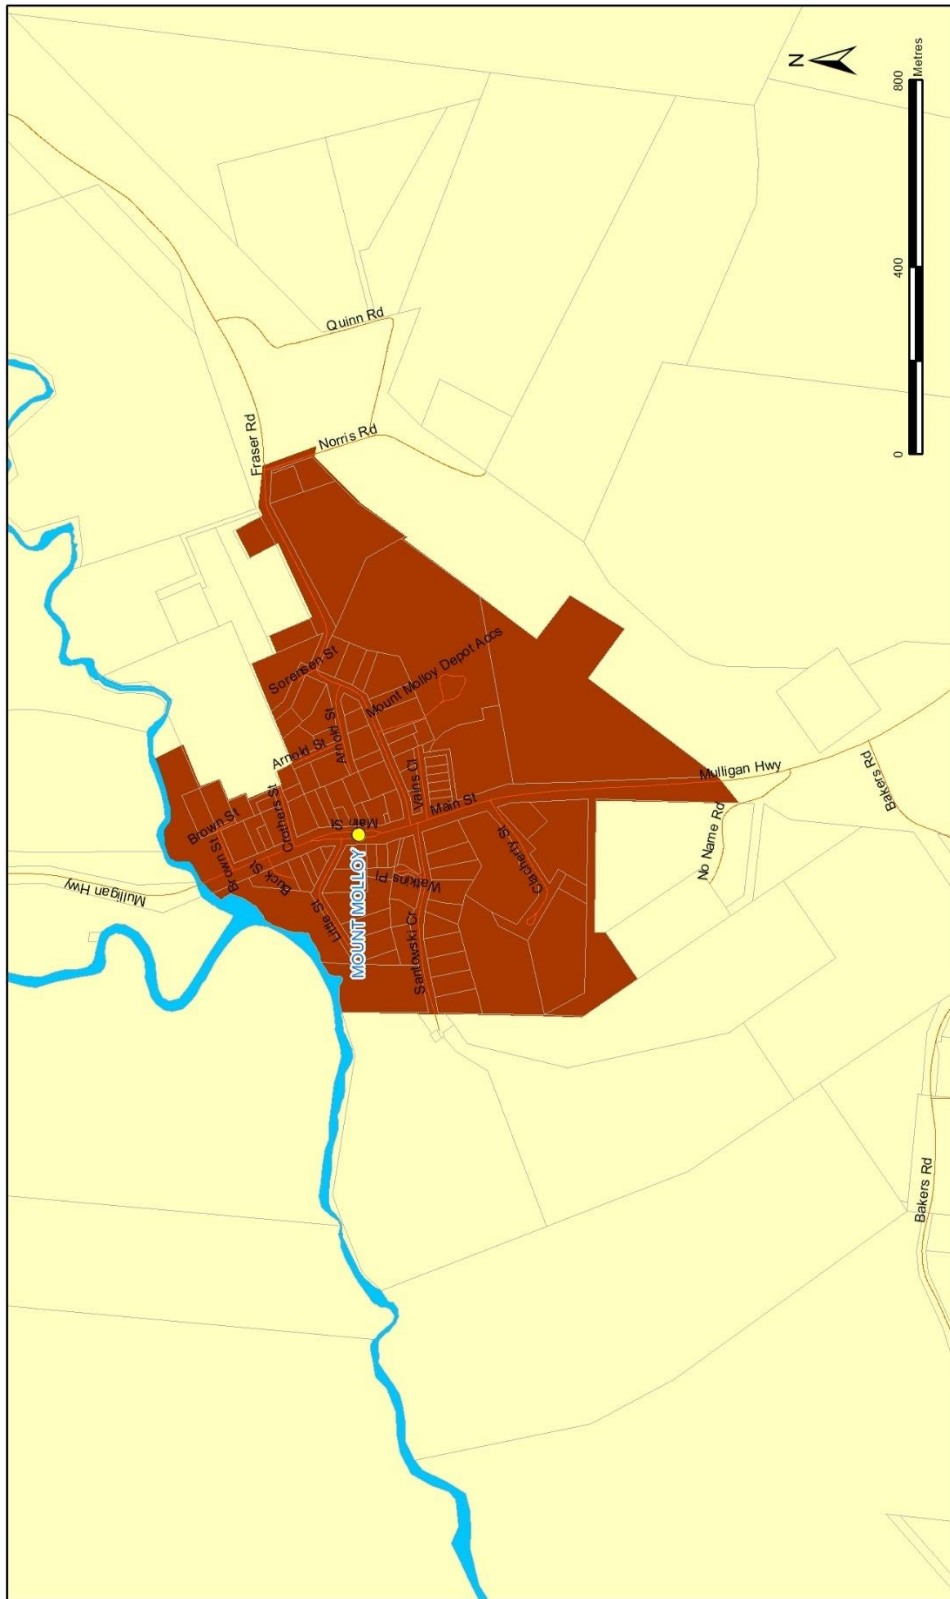 Mulligan Hwy
Brown St
Brown St
Buck St
Clothers St
Arnold St
Arnold St
Sorensen St
Fraser Rd
Norris Rd
Quinn Rd
Main St
Little St
MOUNT MOLLOY
Watkins Pl
Santowski Cr
Vains Cl
Main St
Mount Molloy Depot Accs
Clacherty St
Mulligan Hwy
No Name Rd
Bakers Rd
Bakers Rd
N
0
400
800
Metres